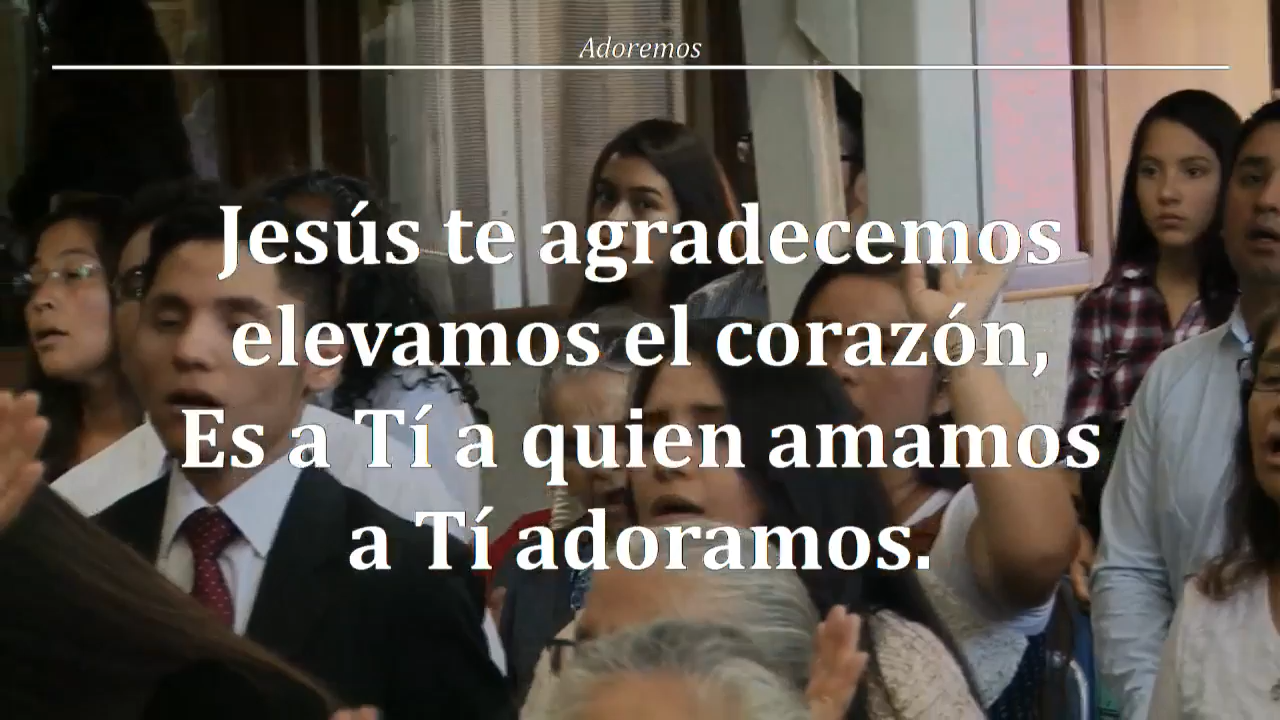 Adoremos
Jesús te agradecemos
elevamos el corazón,
Es a Tí a quien amamos
a Tí adoramos.